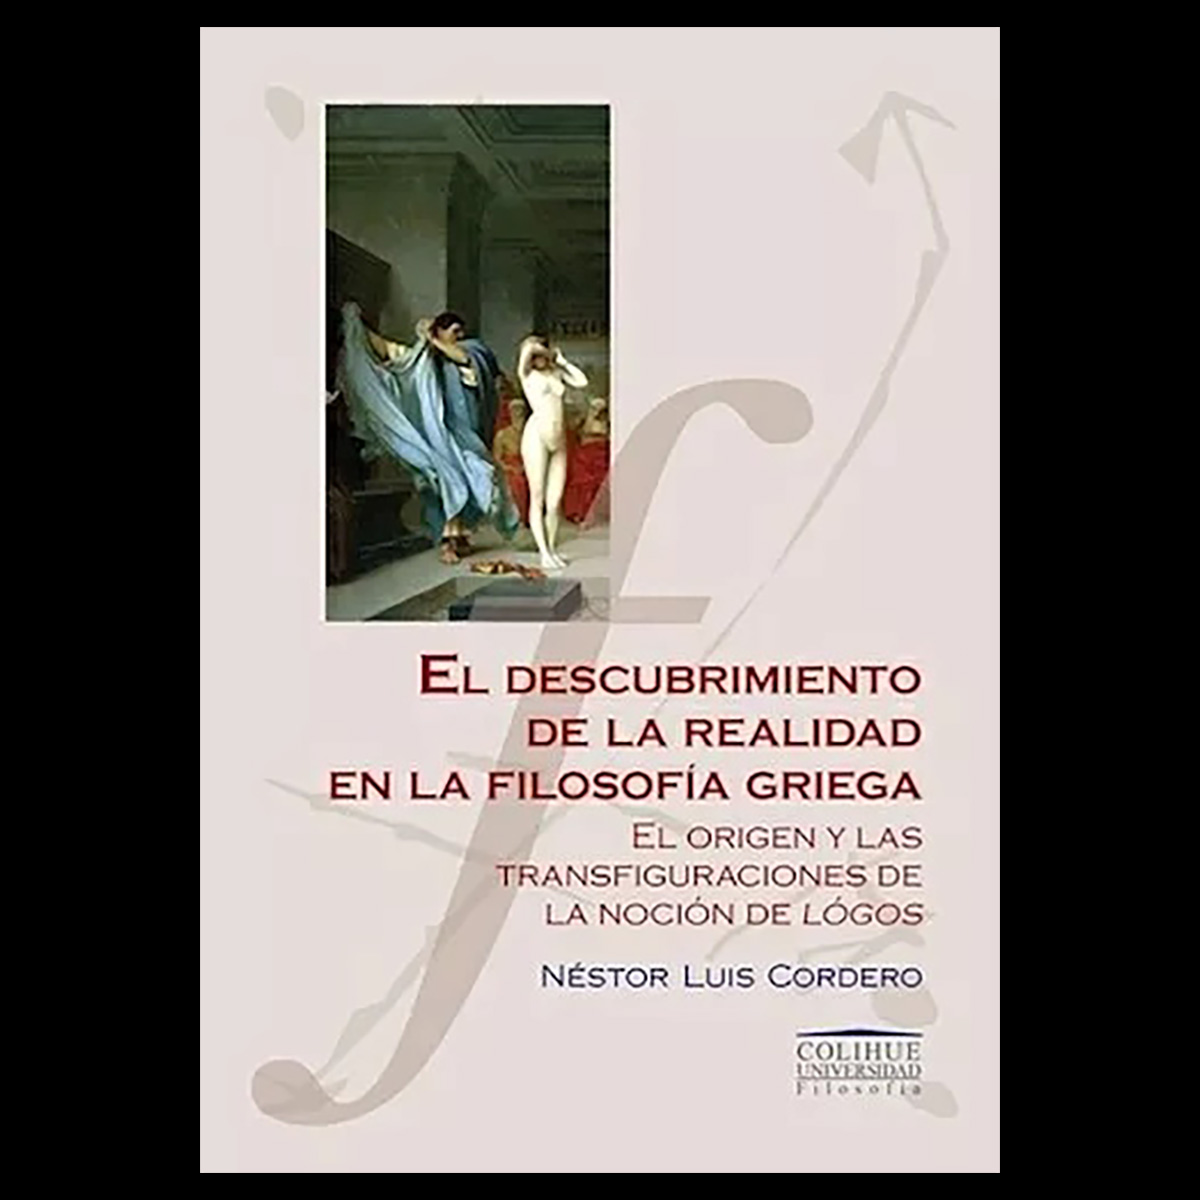 EL DESCUBRIMIENTO
DE LA REALIDAD
EN LA FILOSOFÍA GRIEGA
EL ORIGEN Y LAS
TRANSFIGURACIONES DE
LA NOCIÓN DE LÓGOS
NÉSTOR LUIS CORDERO
COLIHUE
UNIVERSIDAD
Filosofía